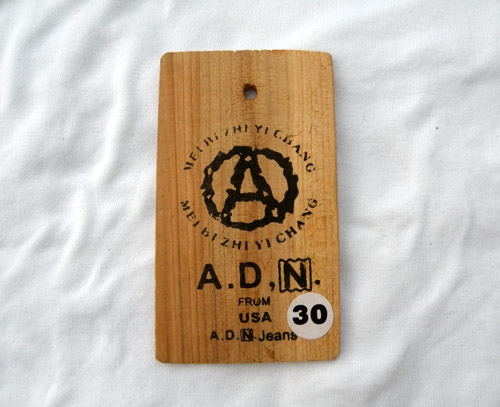 MEI BI ZHI YI CHANG
A
MEI BI ZHI YI CHANG
A.D,N.
FROM
USA
30
A.D.N-Jeans